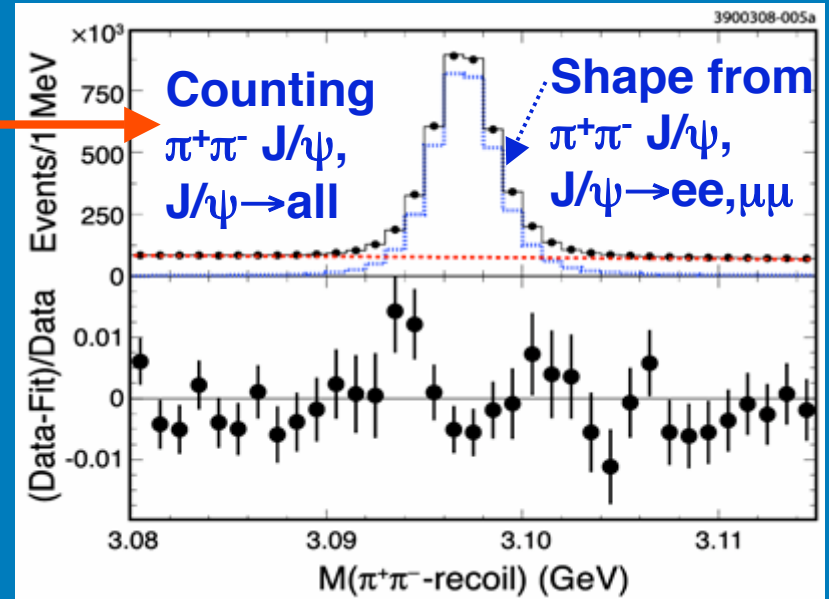 3900308-005a
×10³
Events/1 MeV
750
500
250
0
Counting
π⁺π⁻ J/ψ,
J/ψ→all
Shape from
π⁺π⁻ J/ψ,
J/ψ→ee,μμ
(Data-Fit)/Data
0.01
0
-0.01
3.08
3.09
3.10
3.11
M(π⁺π⁻-recoil) (GeV)